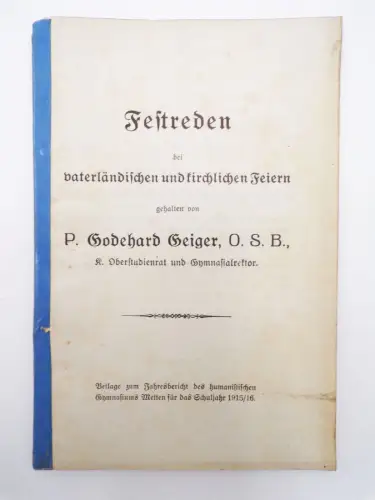 Feſtreden
bei
vaterländiſchen und kirchlichen Feiern
gehalten von
P. Godehard Geiger, O. S. B.,
K. Oberſtudienrat und Gymnaſialrektor.
Beilage zum Jahresbericht des humaniſtiſchen
Gymnaſiums Metten für das Schuljahr 1915/16.